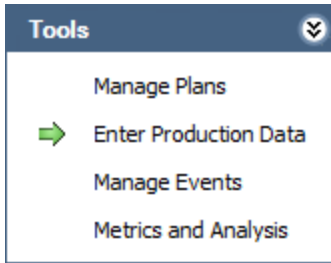 Tools
Manage Plans
Enter Production Data
Manage Events
Metrics and Analysis